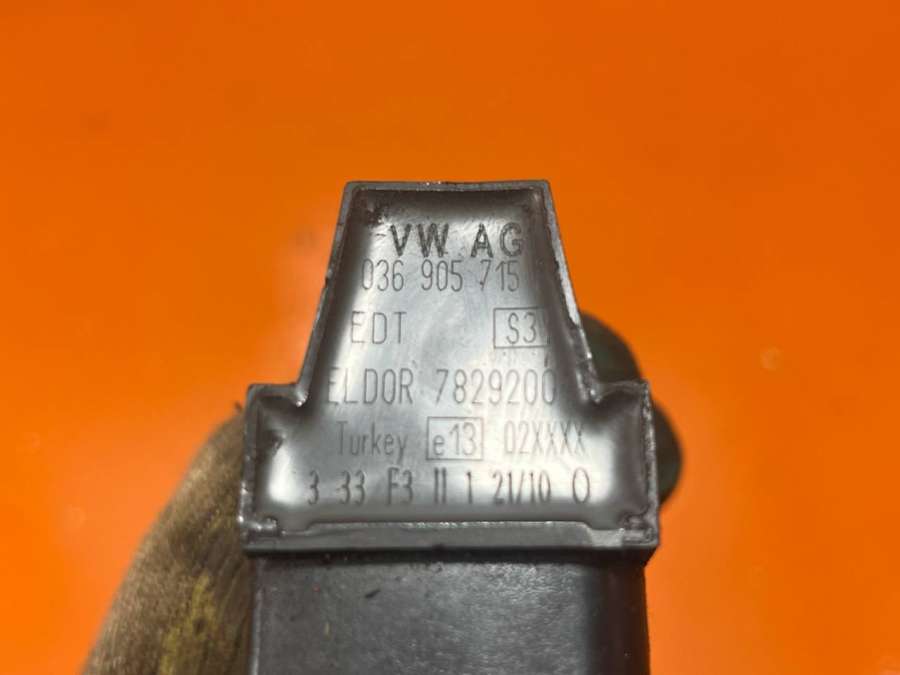 VW AG
036 905 715
EDT S3
ELDOR 7829200
Turkey e13 02XXXX
3 33 F3 II 1 21/10 O